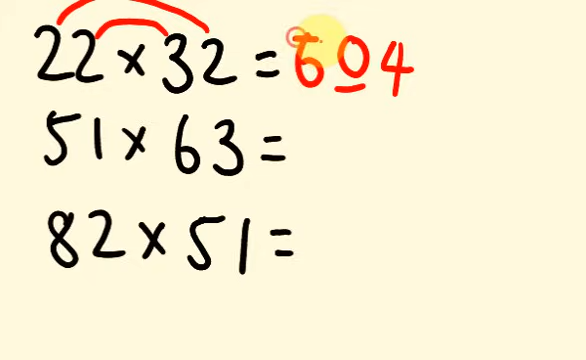 22 × 32 = 604
51 × 63 =
82 × 51 =